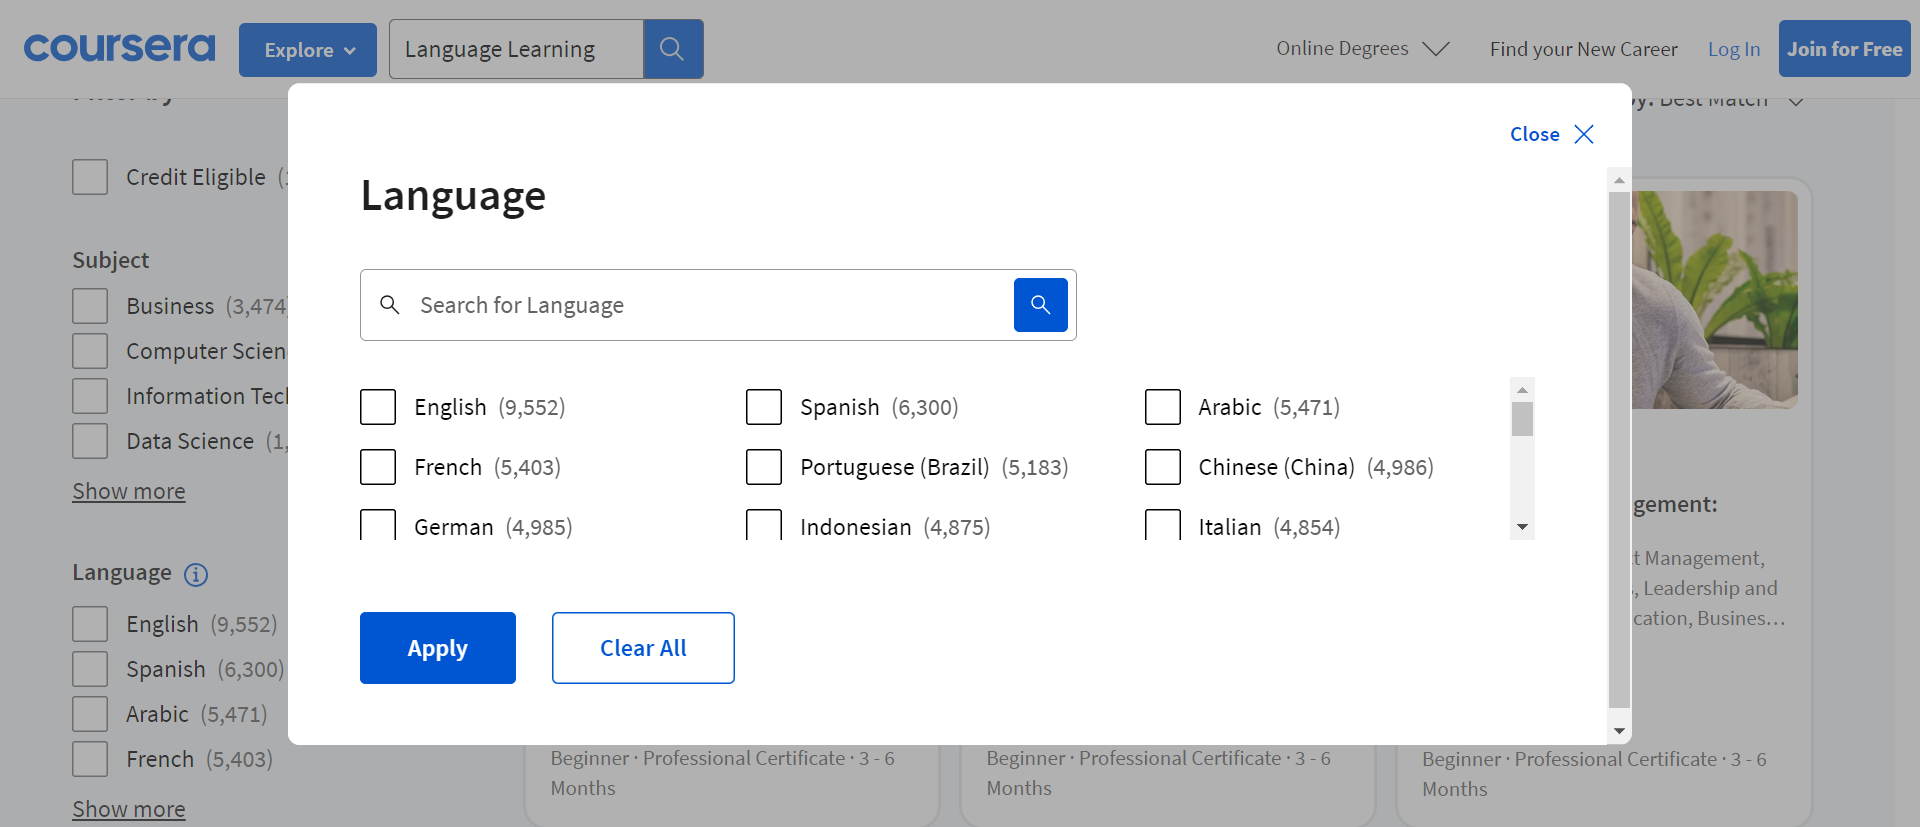 coursera
Explore
Language Learning
Online Degrees
Find your New Career
Log In
Join for Free
Filter by
by: Best Match
Close
Credit Eligible
Language
Subject
Search for Language
Business (3,474)
Computer Scien
Information Tec
Data Science (1,
Show more
English (9,552)
Spanish (6,300)
Arabic (5,471)
French (5,403)
Portuguese (Brazil) (5,183)
Chinese (China) (4,986)
German (4,985)
Indonesian (4,875)
Italian (4,854)
gement:
t Management,
, Leadership and
cation, Busines…
Language
English (9,552)
Spanish (6,300)
Arabic (5,471)
French (5,403)
Show more
Apply
Clear All
Beginner · Professional Certificate · 3 - 6
Months
Beginner · Professional Certificate · 3 - 6
Months
Beginner · Professional Certificate · 3 - 6
Months